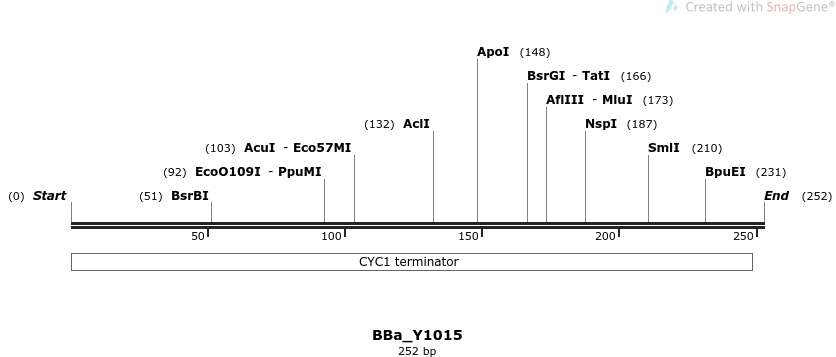 Created with SnapGene®
ApoI (148)
BsrGI - TatI (166)
AflIII - MluI (173)
(132) AclI
NspI (187)
(103) AcuI - Eco57MI
SmlI (210)
(92) EcoO109I - PpuMI
BpuEI (231)
(0) Start
(51) BsrBI
End (252)
50
100
150
200
250
CYC1 terminator
BBa_Y1015
252 bp